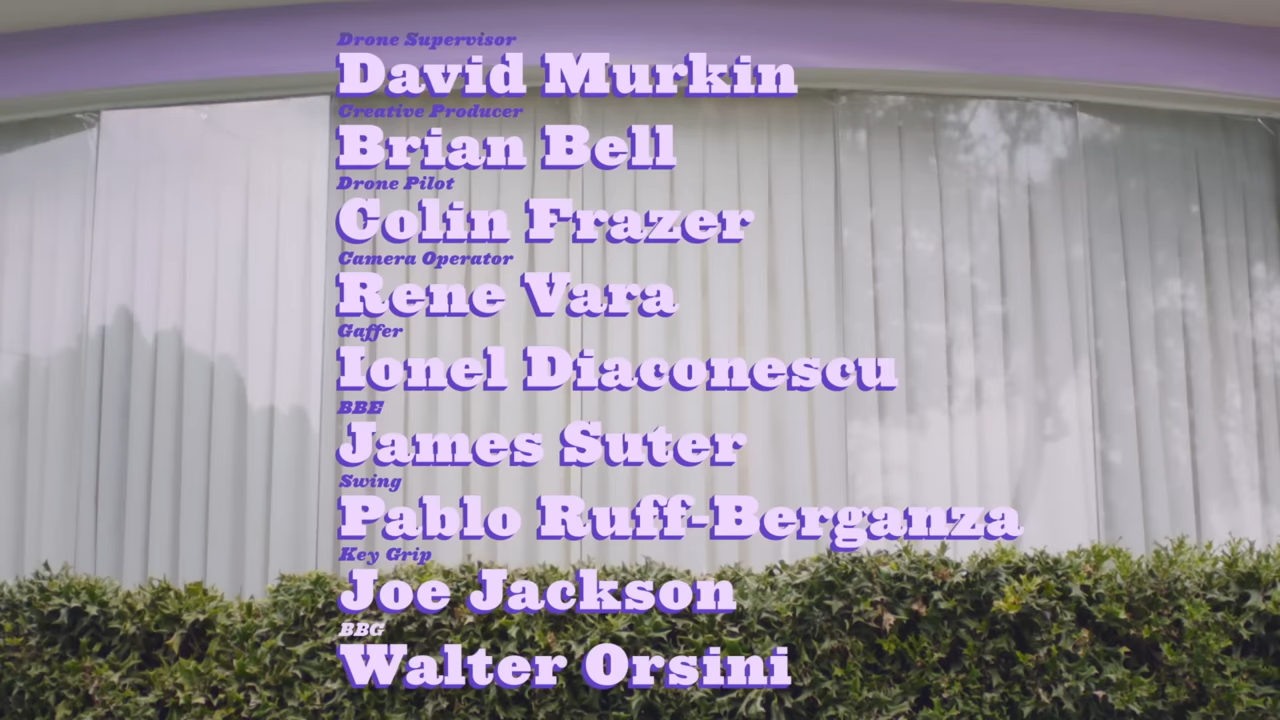 Drone Supervisor
David Murkin
Creative Producer
Brian Bell
Drone Pilot
Colin Frazer
Camera Operator
Rene Vara
Gaffer
Ionel Diaconescu
BBE
James Suter
Swing
Pablo Ruff-Berganza
Key Grip
Joe Jackson
BBG
Walter Orsini